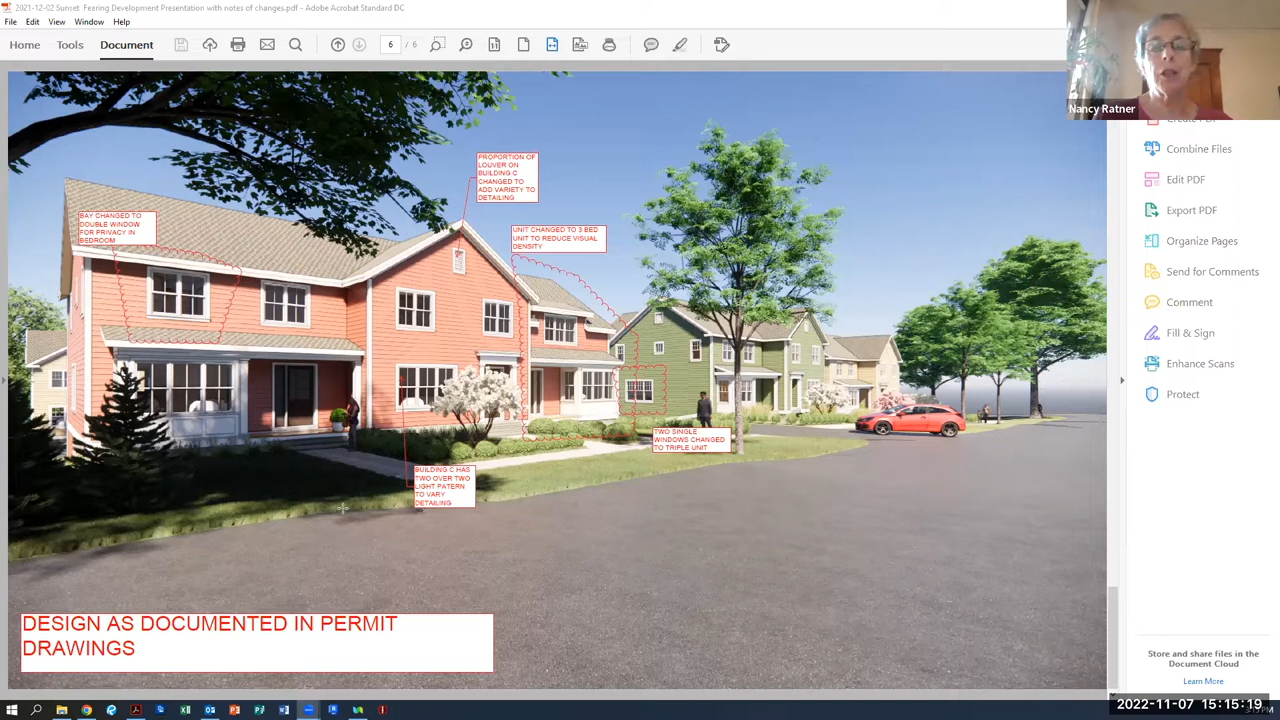 2021-12-02 Sunset Fearing Development Presentation with notes of changes.pdf - Adobe Acrobat Standard DC
File Edit View Window Help
Home Tools Document 6 / 6
Nancy Ratner
Create PDF
Combine Files
Edit PDF
Export PDF
Organize Pages
Send for Comments
Comment
Fill & Sign
Enhance Scans
Protect
Store and share files in the
Document Cloud
Learn More
PROPORTION OF
LOUVER ON
BUILDING C
CHANGED TO
ADD VARIETY TO
DETAILING
BAY CHANGED TO
DOUBLE WINDOW
FOR PRIVACY IN
BEDROOM
UNIT CHANGED TO 3 BED
UNIT TO REDUCE VISUAL
DENSITY
TWO SINGLE
WINDOWS CHANGED
TO TRIPLE UNIT
BUILDING C HAS
TWO OVER TWO
LIGHT PATERN
TO VARY
DETAILING
DESIGN AS DOCUMENTED IN PERMIT
DRAWINGS
2022-11-07 15:15:19